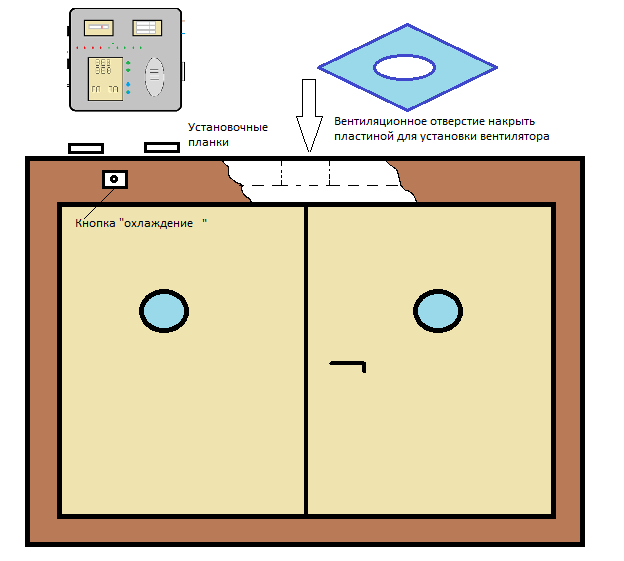 Установочные
планки
Вентиляционное отверстие накрыть
пластиной для установки вентилятора
Кнопка "охлаждение   "